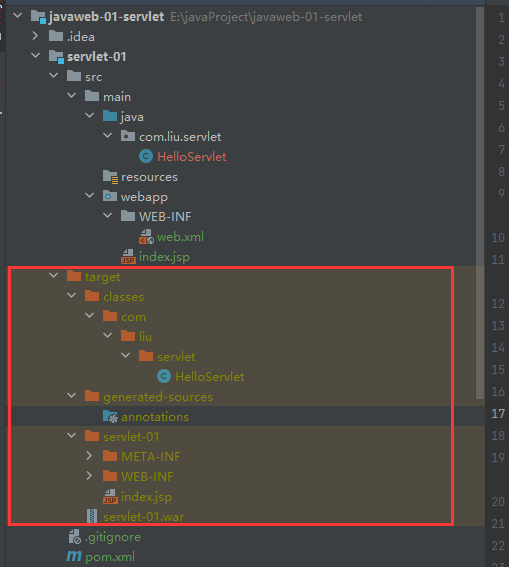 javaweb-01-servlet E:\javaProject\javaweb-01-servlet
.idea
servlet-01
src
main
java
com.liu.servlet
HelloServlet
resources
webapp
WEB-INF
web.xml
index.jsp
target
classes
com
liu
servlet
HelloServlet
generated-sources
annotations
servlet-01
META-INF
WEB-INF
index.jsp
servlet-01.war
.gitignore
pom.xml
1
2
3
4
5
6
7
8
9
10
11
12
13
14
15
16
17
18
19
20
21
22
23